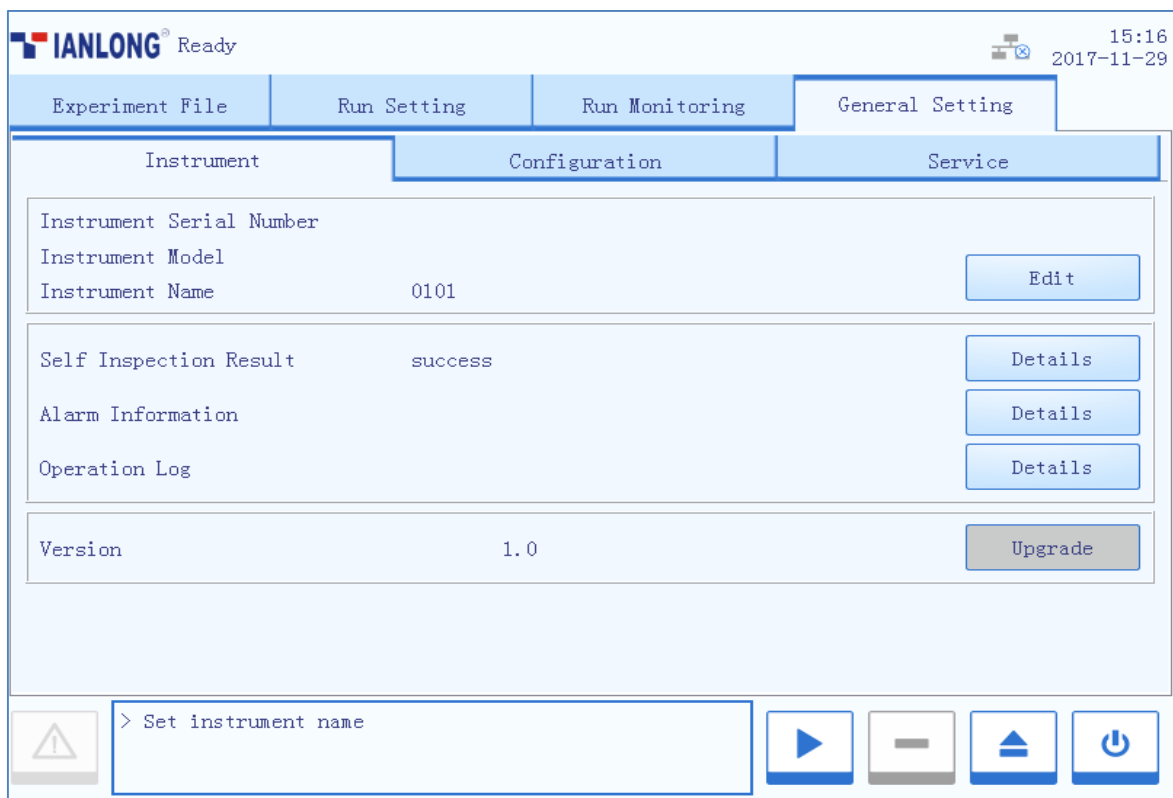 TIANLONG® Ready
15:16
2017-11-29
Experiment File Run Setting Run Monitoring General Setting
Instrument Configuration Service
Instrument Serial Number
Instrument Model
Instrument Name 0101 Edit
Self Inspection Result success Details
Alarm Information Details
Operation Log Details
Version 1.0 Upgrade
> Set instrument name